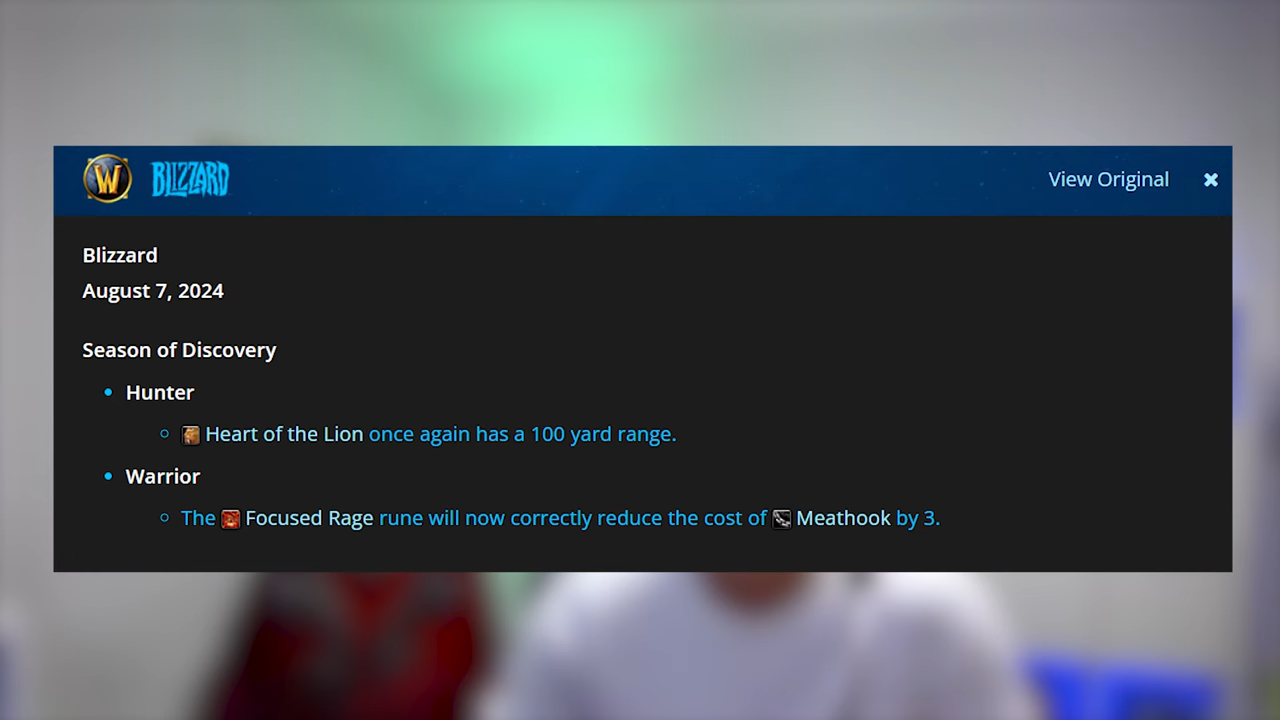 W BLIZZARD View Original ✖
Blizzard
August 7, 2024
Season of Discovery
• Hunter
○ Heart of the Lion once again has a 100 yard range.
• Warrior
○ The Focused Rage rune will now correctly reduce the cost of Meathook by 3.